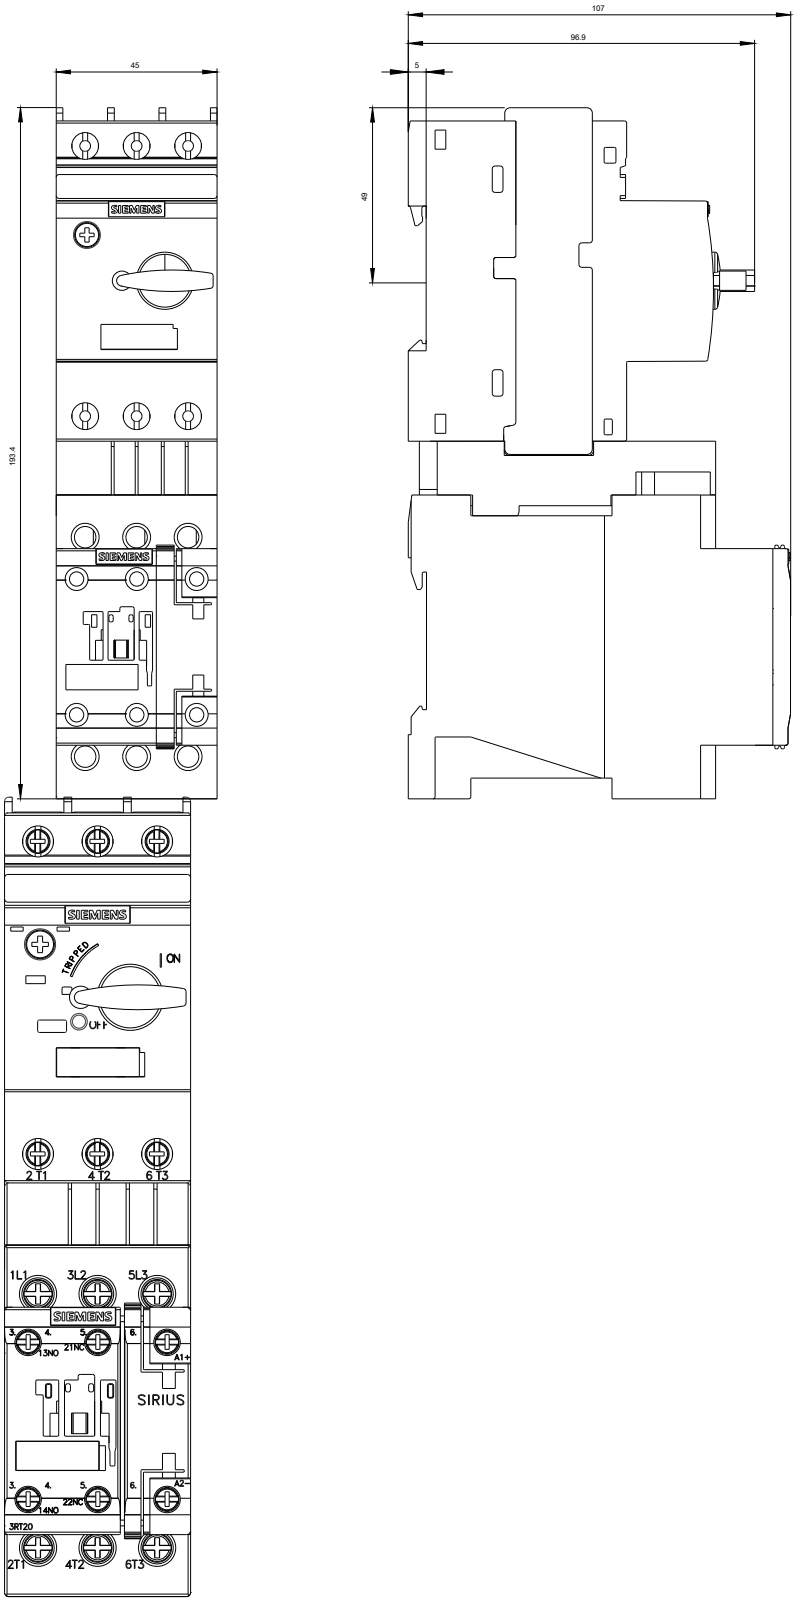 107
96.9
45
5
49
SIEMENS
193.4
SIEMENS
SIEMENS
TRIPPED
ON
OFF
2 T1 4 T2 6 T3
1L1 3L2 5L3
SIEMENS
3. 4. 5. 6.
13NO 21NC A1+
SIRIUS
3. 4. 5. 6. A2-
14NO 22NC
3RT20
2T1 4T2 6T3